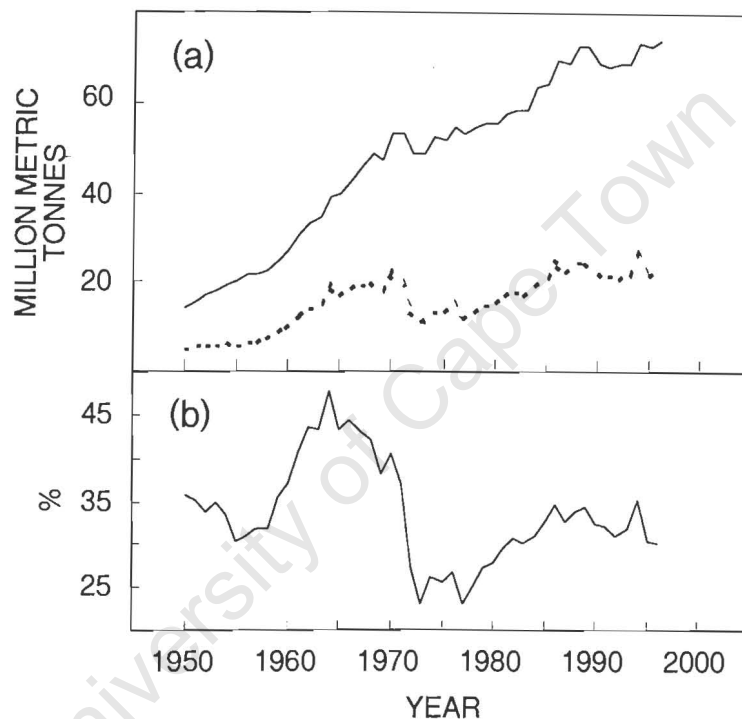 (a)
MILLION METRIC
TONNES
60
40
20
(b)
%
45
35
25
1950 1960 1970 1980 1990 2000
YEAR
University of Cape Town